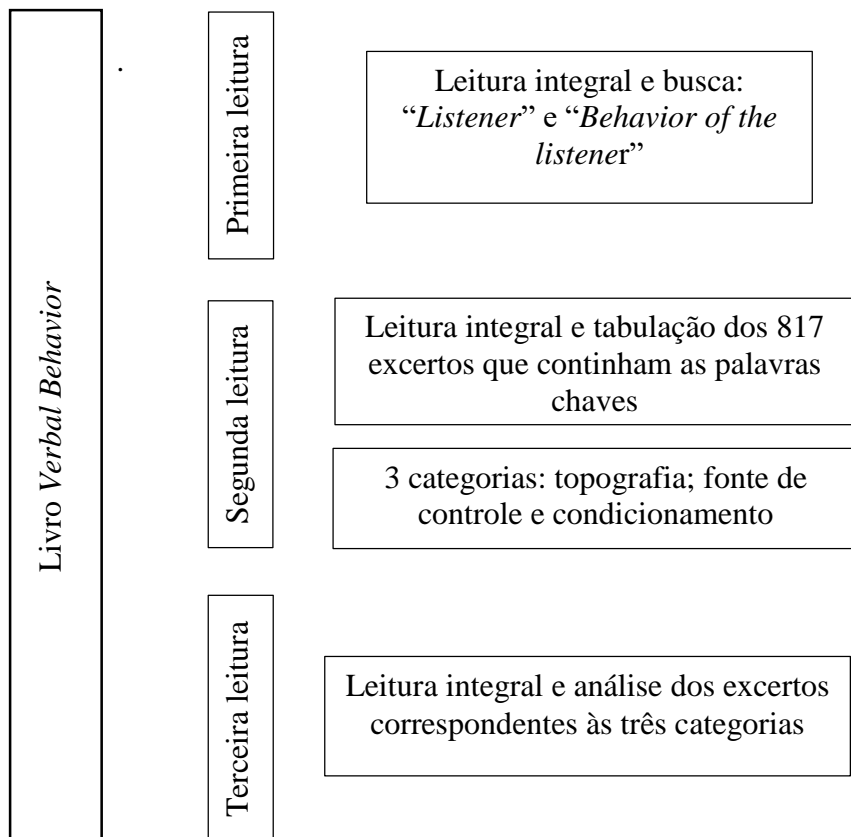 Livro Verbal Behavior
.
Primeira leitura
Leitura integral e busca:
“Listener” e “Behavior of the
listener”
Segunda leitura
Leitura integral e tabulação dos 817
excertos que continham as palavras
chaves
3 categorias: topografia; fonte de
controle e condicionamento
Terceira leitura
Leitura integral e análise dos excertos
correspondentes às três categorias